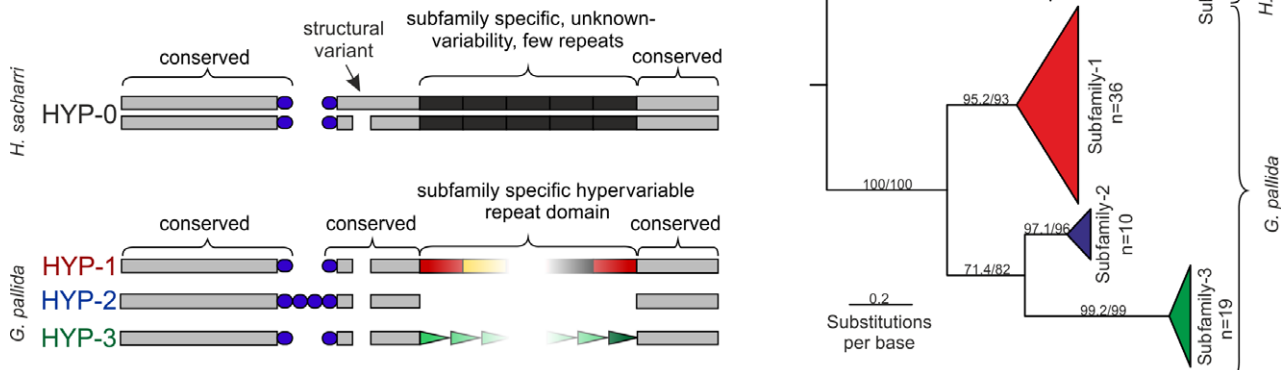 subfamily specific, unknown-
variability, few repeats
structural
variant
conserved
conserved
H. sacharri
HYP-0
subfamily specific hypervariable
repeat domain
conserved
conserved
conserved
G. pallida
HYP-1
HYP-2
HYP-3
95.2/93
Subfamily-1
n=36
100/100
97.1/96
Subfamily-2
n=10
71.4/82
99.2/99
Subfamily-3
n=19
0.2
Substitutions
per base
G. pallida
H.